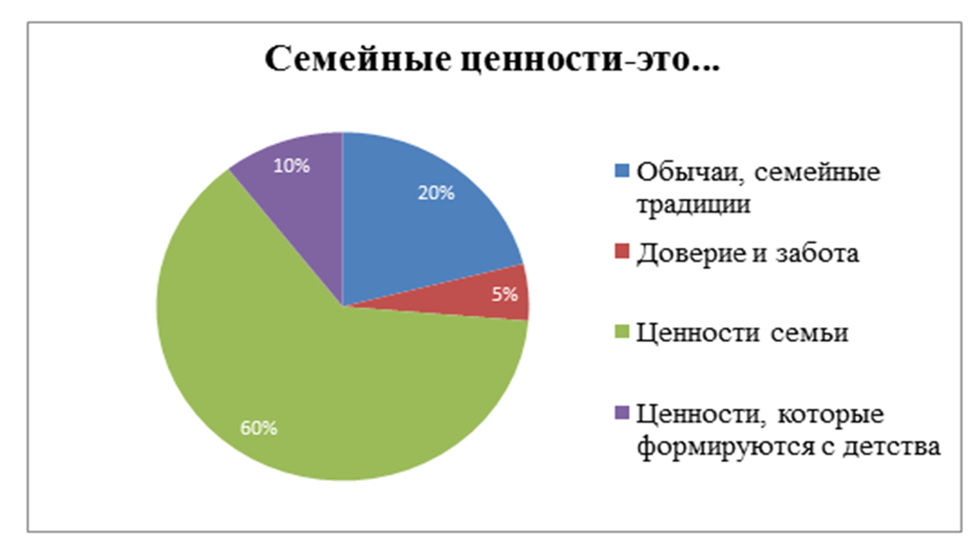 Семейные ценности-это...
10%
20%
5%
60%
Обычаи, семейные
традиции
Доверие и забота
Ценности семьи
Ценности, которые
формируются с детства